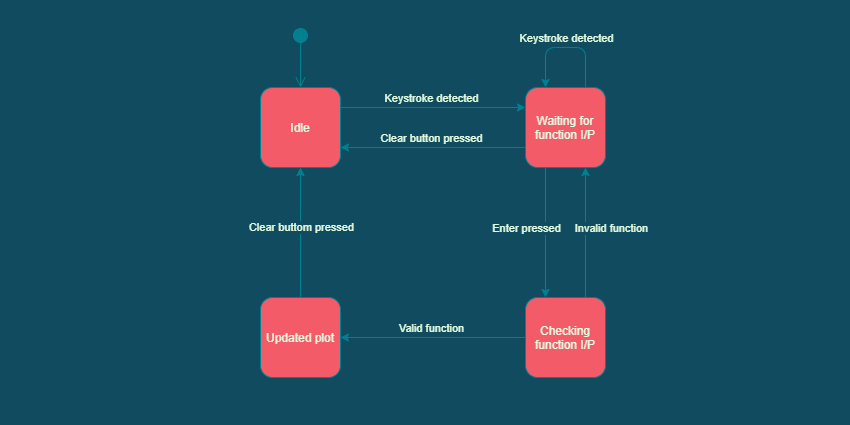 Keystroke detected
Keystroke detected
Idle
Waiting for
function I/P
Clear button pressed
Clear buttom pressed
Enter pressed
Invalid function
Valid function
Updated plot
Checking
function I/P